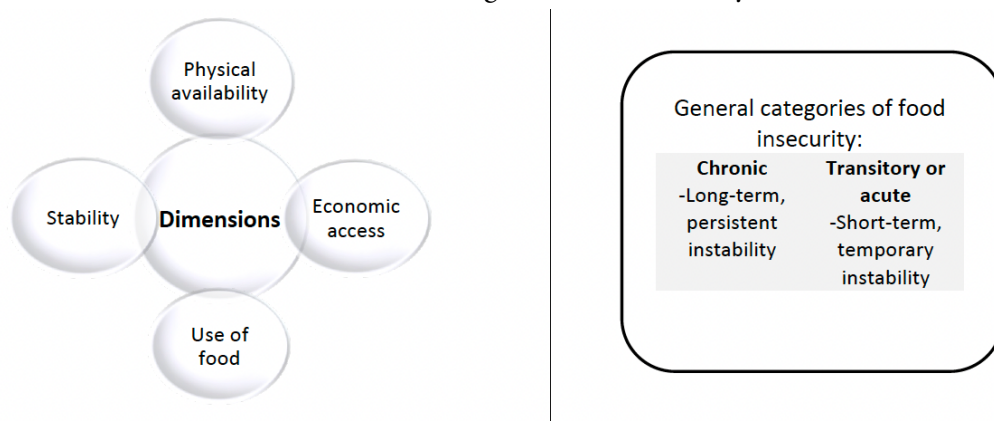 Physical
availability
Stability
Dimensions
Economic
access
Use of
food
General categories of food
insecurity:
Chronic
-Long-term,
persistent
instability
Transitory or
acute
-Short-term,
temporary
instability